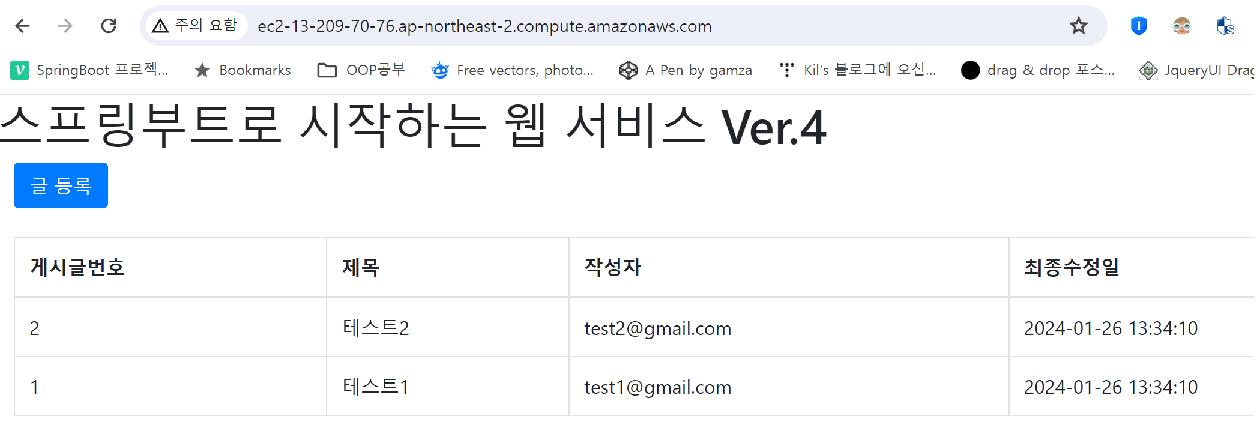 주의 요함 ec2-13-209-70-76.ap-northeast-2.compute.amazonaws.com
SpringBoot 프로젝... Bookmarks OOP공부 Free vectors, photo... A Pen by gamza Kil's 블로그에 오신... drag & drop 포스... JqueryUI Drag
스프링부트로 시작하는 웹 서비스 Ver.4
글 등록
게시글번호 제목 작성자 최종수정일
2 테스트2 test2@gmail.com 2024-01-26 13:34:10
1 테스트1 test1@gmail.com 2024-01-26 13:34:10